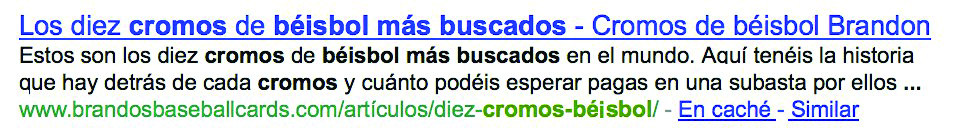 Los diez cromos de béisbol más buscados - Cromos de béisbol Brandon
Estos son los diez cromos de béisbol más buscados en el mundo. Aquí tenéis la historia
que hay detrás de cada cromos y cuánto podéis esperar pagas en una subasta por ellos ...
www.brandosbaseballcards.com/artículos/diez-cromos-béisbol/ - En caché - Similar